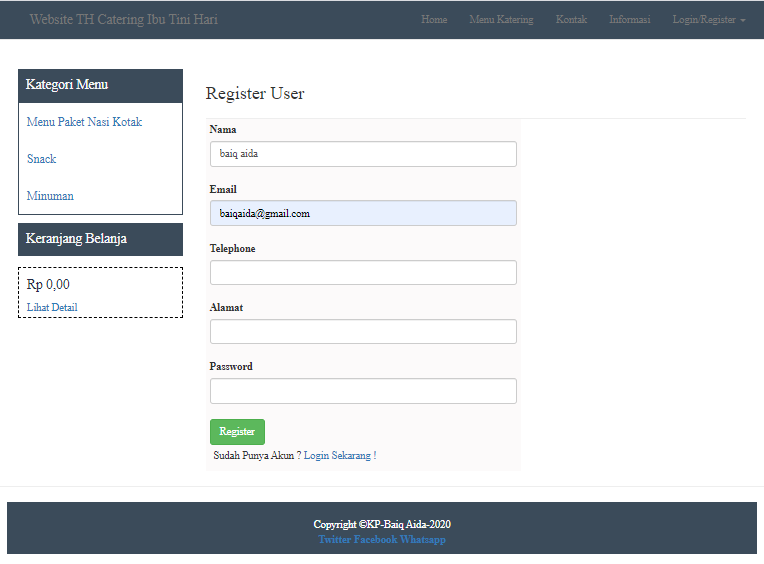 Website TH Catering Ibu Tini Hari
Home Menu Katering Kontak Informasi Login/Register
Kategori Menu
Menu Paket Nasi Kotak
Snack
Minuman
Keranjang Belanja
Rp 0,00
Lihat Detail
Register User
Nama
baiq aida
Email
baiqaida@gmail.com
Telephone
Alamat
Password
Register
Sudah Punya Akun ? Login Sekarang !
Copyright ©KP-Baiq Aida-2020
Twitter Facebook Whatsapp